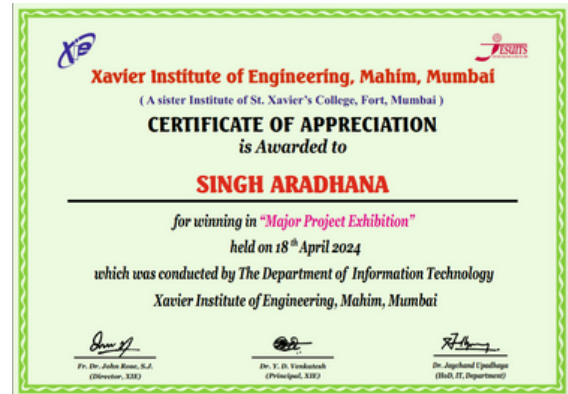 XIE
JESUITS
Xavier Institute of Engineering, Mahim, Mumbai
( A sister Institute of St. Xavier's College, Fort, Mumbai )
CERTIFICATE OF APPRECIATION
is Awarded to
SINGH ARADHANA
for winning in “Major Project Exhibition”
held on 18th April 2024
which was conducted by The Department of Information Technology
Xavier Institute of Engineering, Mahim, Mumbai
Fr. Dr. John Rose, S.J. Dr. Y. D. Venkatesh Dr. Jaychand Upadhaya
(Director, XIE) (Principal, XIE) (HoD, IT, Department)